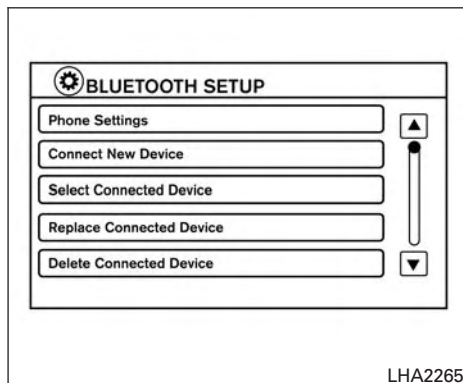 BLUETOOTH SETUP
Phone Settings
Connect New Device
Select Connected Device
Replace Connected Device
Delete Connected Device
LHA2265